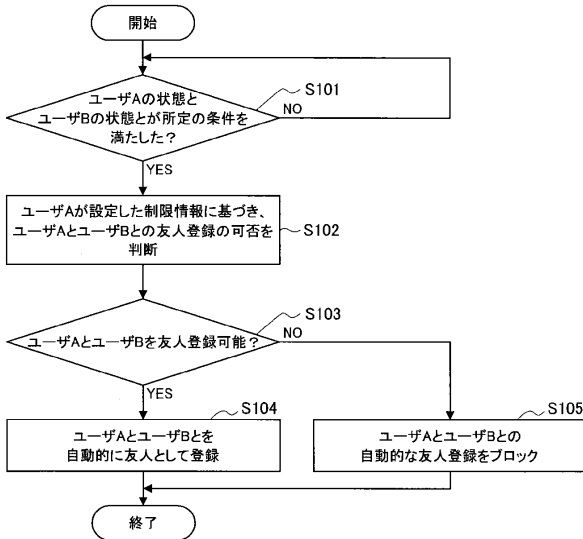 開始
ユーザAの状態と
ユーザBの状態とが所定の条件を
満たした？
S101
NO
YES
ユーザAが設定した制限情報に基づき、
ユーザAとユーザBとの友人登録の可否を
判断
S102
ユーザAとユーザBを友人登録可能？
S103
NO
YES
S104
ユーザAとユーザBとを
自動的に友人として登録
S105
ユーザAとユーザBとの
自動的な友人登録をブロック
終了